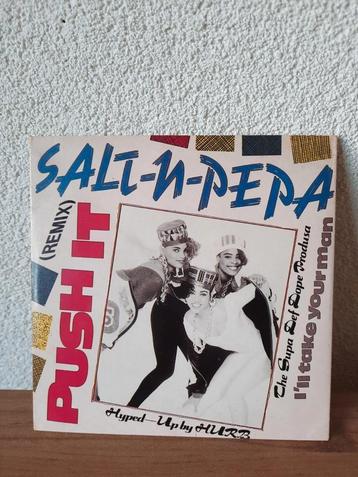 SALT-N-PEPA
PUSH IT
(REMIX)
The Supa Def Dope Produsa
I'll take your man
Hyped-Up by HURB